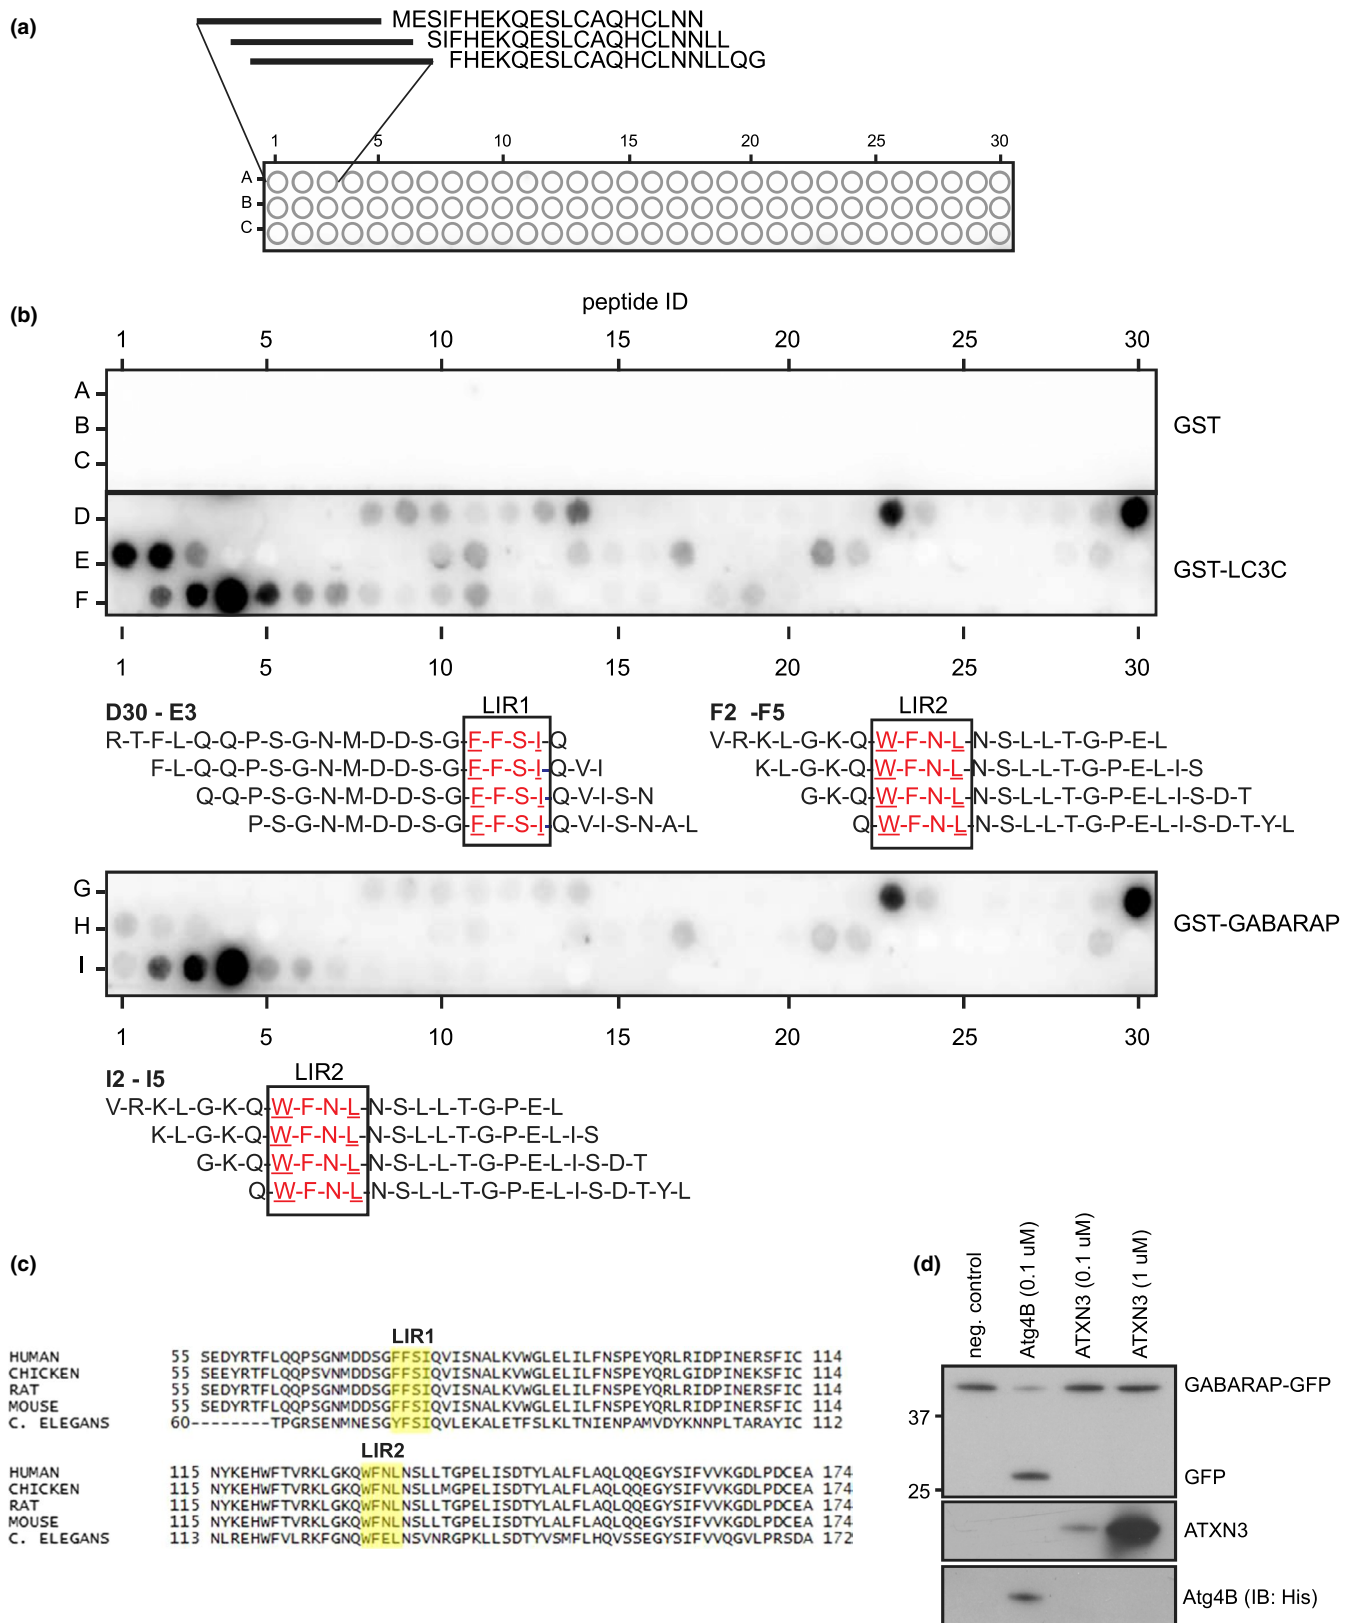 (a)
MESIFHEKQESLCAQHCLNN
SIFHEKQESLCAQHCLNNLL
FHEKQESLCAQHCLNNLLQG
1 5 10 15 20 25 30
A
B
C
(b)
peptide ID
1 5 10 15 20 25 30
A
B
C
GST
D
E
F
GST-LC3C
1 5 10 15 20 25 30
D30 - E3
LIR1
R-T-F-L-Q-Q-P-S-G-N-M-D-D-S-G-F-F-S-I-Q
F-L-Q-Q-P-S-G-N-M-D-D-S-G-F-F-S-I-Q-V-I
Q-Q-P-S-G-N-M-D-D-S-G-F-F-S-I-Q-V-I-S-N
P-S-G-N-M-D-D-S-G-F-F-S-I-Q-V-I-S-N-A-L
F2 -F5
LIR2
V-R-K-L-G-K-Q-W-F-N-L-N-S-L-L-T-G-P-E-L
K-L-G-K-Q-W-F-N-L-N-S-L-L-T-G-P-E-L-I-S
G-K-Q-W-F-N-L-N-S-L-L-T-G-P-E-L-I-S-D-T
Q-W-F-N-L-N-S-L-L-T-G-P-E-L-I-S-D-T-Y-L
G
H
I
GST-GABARAP
1 5 10 15 20 25 30
I2 - I5
LIR2
V-R-K-L-G-K-Q-W-F-N-L-N-S-L-L-T-G-P-E-L
K-L-G-K-Q-W-F-N-L-N-S-L-L-T-G-P-E-L-I-S
G-K-Q-W-F-N-L-N-S-L-L-T-G-P-E-L-I-S-D-T
Q-W-F-N-L-N-S-L-L-T-G-P-E-L-I-S-D-T-Y-L
(c)
LIR1
HUMAN 55 SEDYRTFLQQPSGNMDDSGFFSIQVISNALKVWGLELILFNSPEYQRLRIDPINERSFIC 114
CHICKEN 55 SEEYRTFLQQPSVNMDDSGFFSIQVISNALKVWGLELILFNSPEYQRLGIDPINEKSFIC 114
RAT 55 SEDYRTFLQQPSGNMDDSGFFSIQVISNALKVWGLELILFNSPEYQRLRIDPINERSFIC 114
MOUSE 55 SEDYRTFLQQPSGNMDDSGFFSIQVISNALKVWGLELILFNSPEYQRLRIDPINERSFIC 114
C. ELEGANS 60--------TPGRSENMNESGYFSIQVLEKALETFSLKLTNIENPAMVDYKNNPLTARAYIC 112
LIR2
HUMAN 115 NYKEHWFTVRKLGKQWFNLNSLLTGPELISDTYLALFLAQLQQEGYSIFVVKGDLPDCEA 174
CHICKEN 115 NYKEHWFTVRKLGKQWFNLNSLLMGPELISDTYLALFLAQLQQEGYSIFVVKGDLPDCEA 174
RAT 115 NYKEHWFTVRKLGKQWFNLNSLLTGPELISDTYLALFLAQLQQEGYSIFVVKGDLPDCEA 174
MOUSE 115 NYKEHWFTVRKLGKQWFNLNSLLTGPELISDTYLALFLAQLQQEGYSIFVVKGDLPDCEA 174
C. ELEGANS 113 NLREHWFVLRKFGNQWFELNSVNRGPKLLSDTYVSMFLHQVSSEGYSIFVVQGVLPRSDA 172
(d)
neg. control
Atg4B (0.1 uM)
ATXN3 (0.1 uM)
ATXN3 (1 uM)
GABARAP-GFP
37
GFP
25
ATXN3
Atg4B (IB: His)